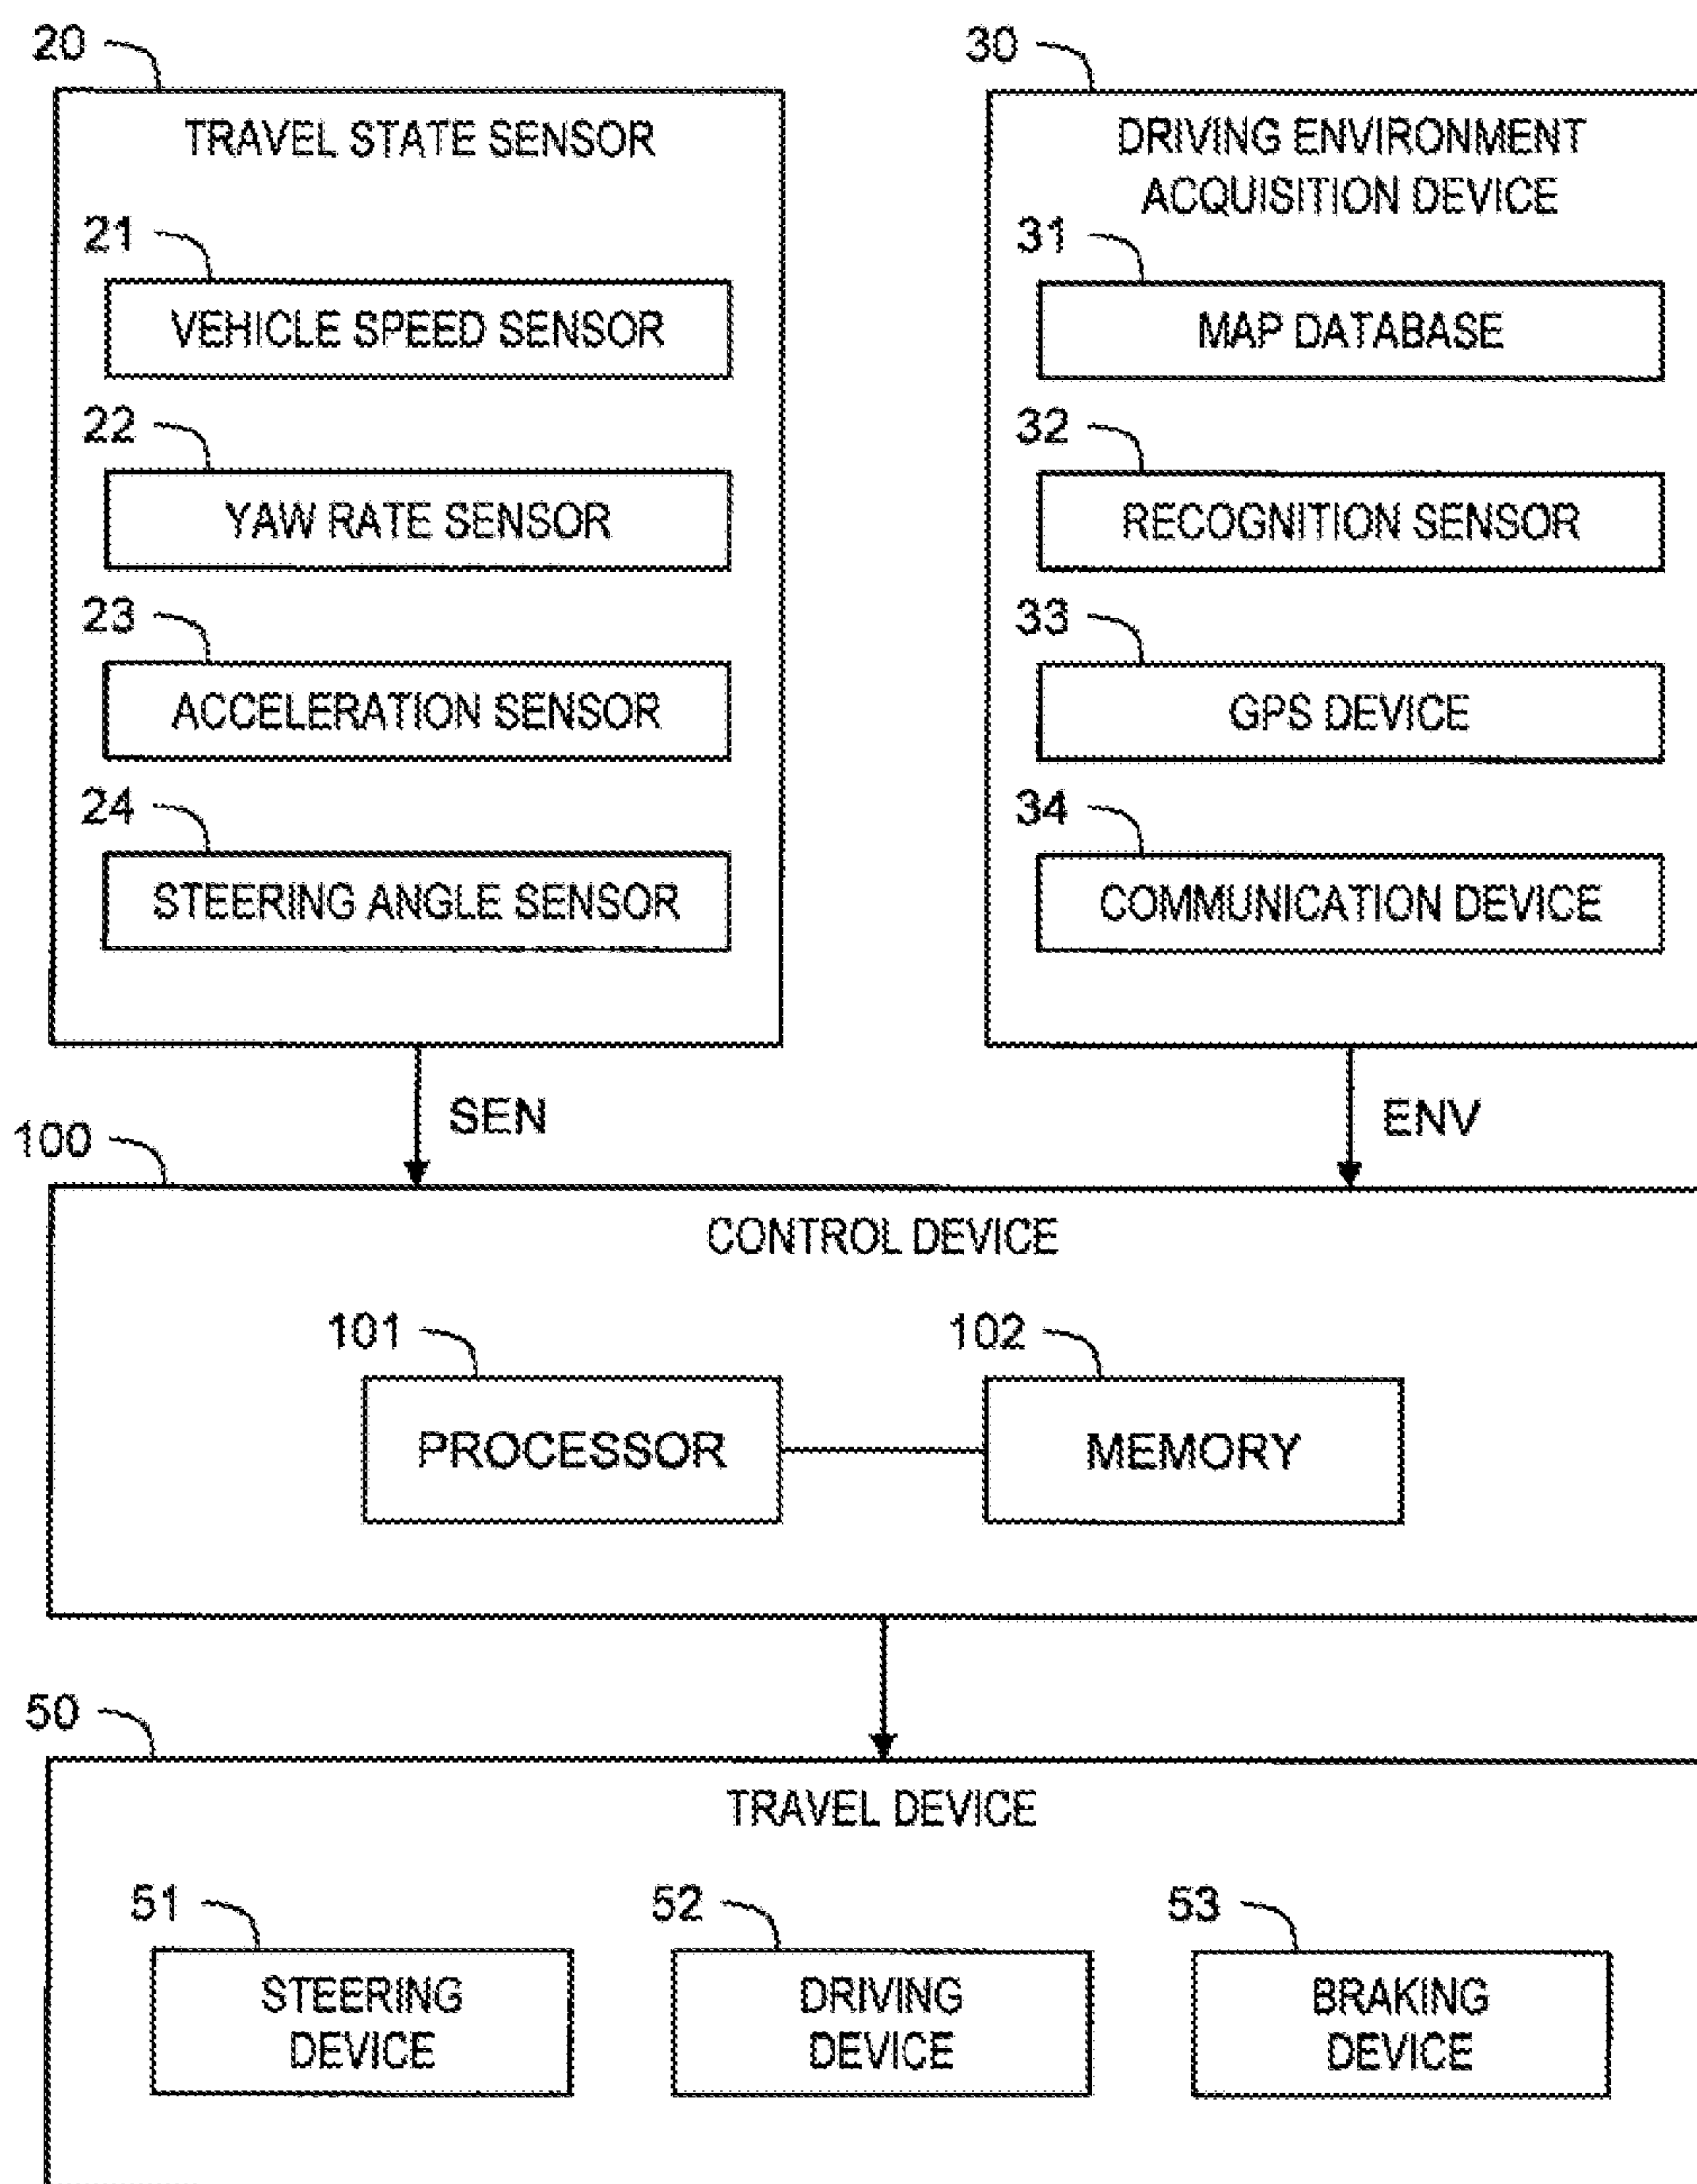 20
TRAVEL STATE SENSOR
21
VEHICLE SPEED SENSOR
22
YAW RATE SENSOR
23
ACCELERATION SENSOR
24
STEERING ANGLE SENSOR
30
DRIVING ENVIRONMENT
ACQUISITION DEVICE
31
MAP DATABASE
32
RECOGNITION SENSOR
33
GPS DEVICE
34
COMMUNICATION DEVICE
SEN
ENV
100
CONTROL DEVICE
101
PROCESSOR
102
MEMORY
50
TRAVEL DEVICE
51
STEERING
DEVICE
52
DRIVING
DEVICE
53
BRAKING
DEVICE